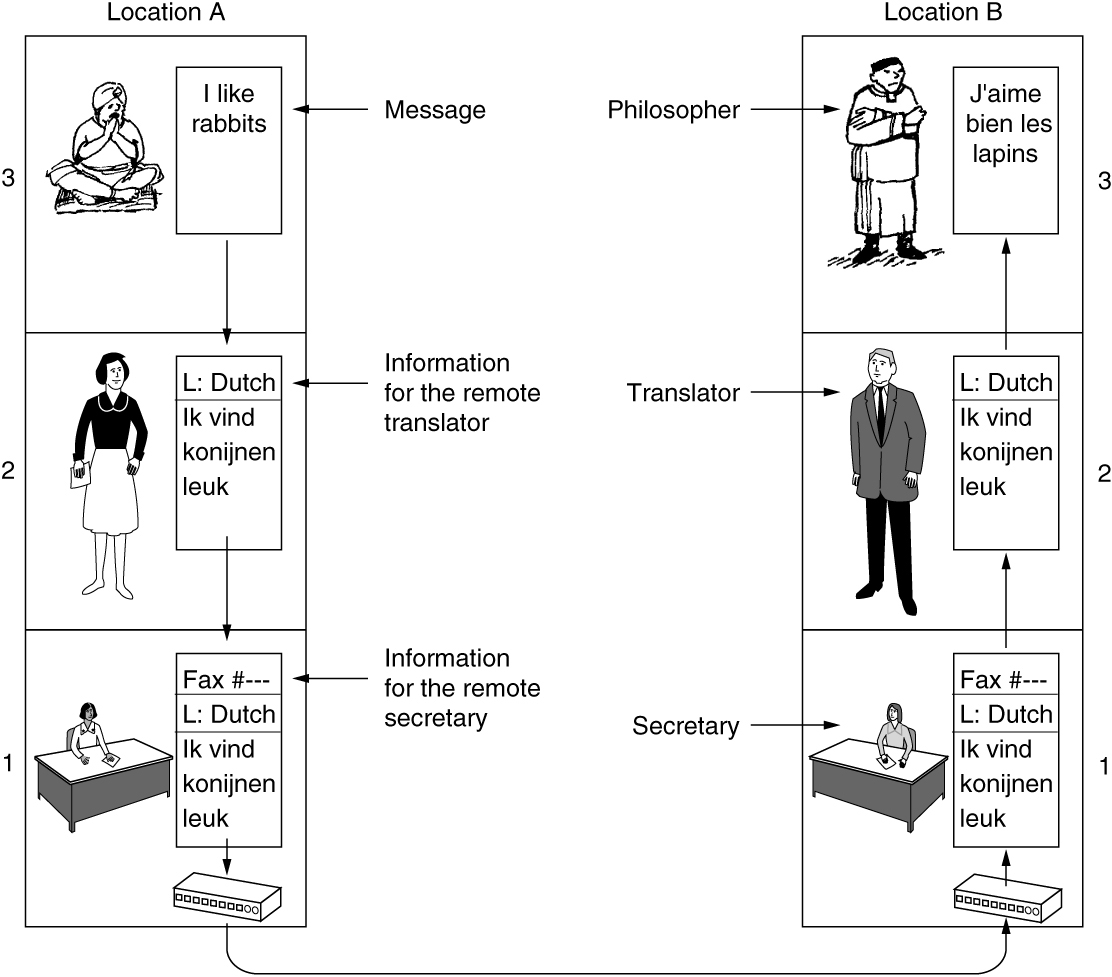 Location A
Location B
I like
rabbits
Message
Philosopher
J'aime
bien les
lapins
3
3
L: Dutch
Ik vind
konijnen
leuk
Information
for the remote
translator
Translator
L: Dutch
Ik vind
konijnen
leuk
2
2
Fax #---
L: Dutch
Ik vind
konijnen
leuk
Information
for the remote
secretary
Secretary
Fax #---
L: Dutch
Ik vind
konijnen
leuk
1
1